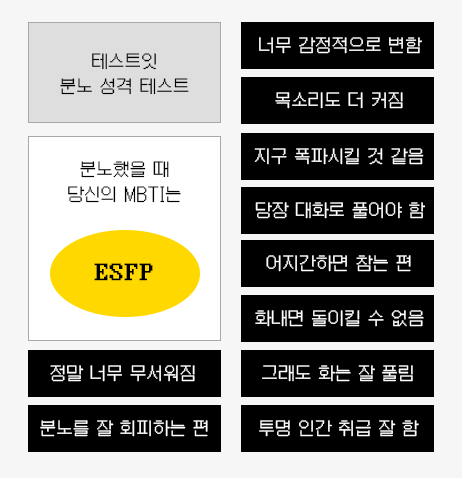 테스트잇
분노 성격 테스트
분노했을 때
당신의 MBTI는
ESFP
정말 너무 무서워짐
분노를 잘 회피하는 편
너무 감정적으로 변함
목소리도 더 커짐
지구 폭파시킬 것 같음
당장 대화로 풀어야 함
어지간하면 참는 편
화내면 돌이킬 수 없음
그래도 화는 잘 풀림
투명 인간 취급 잘 함